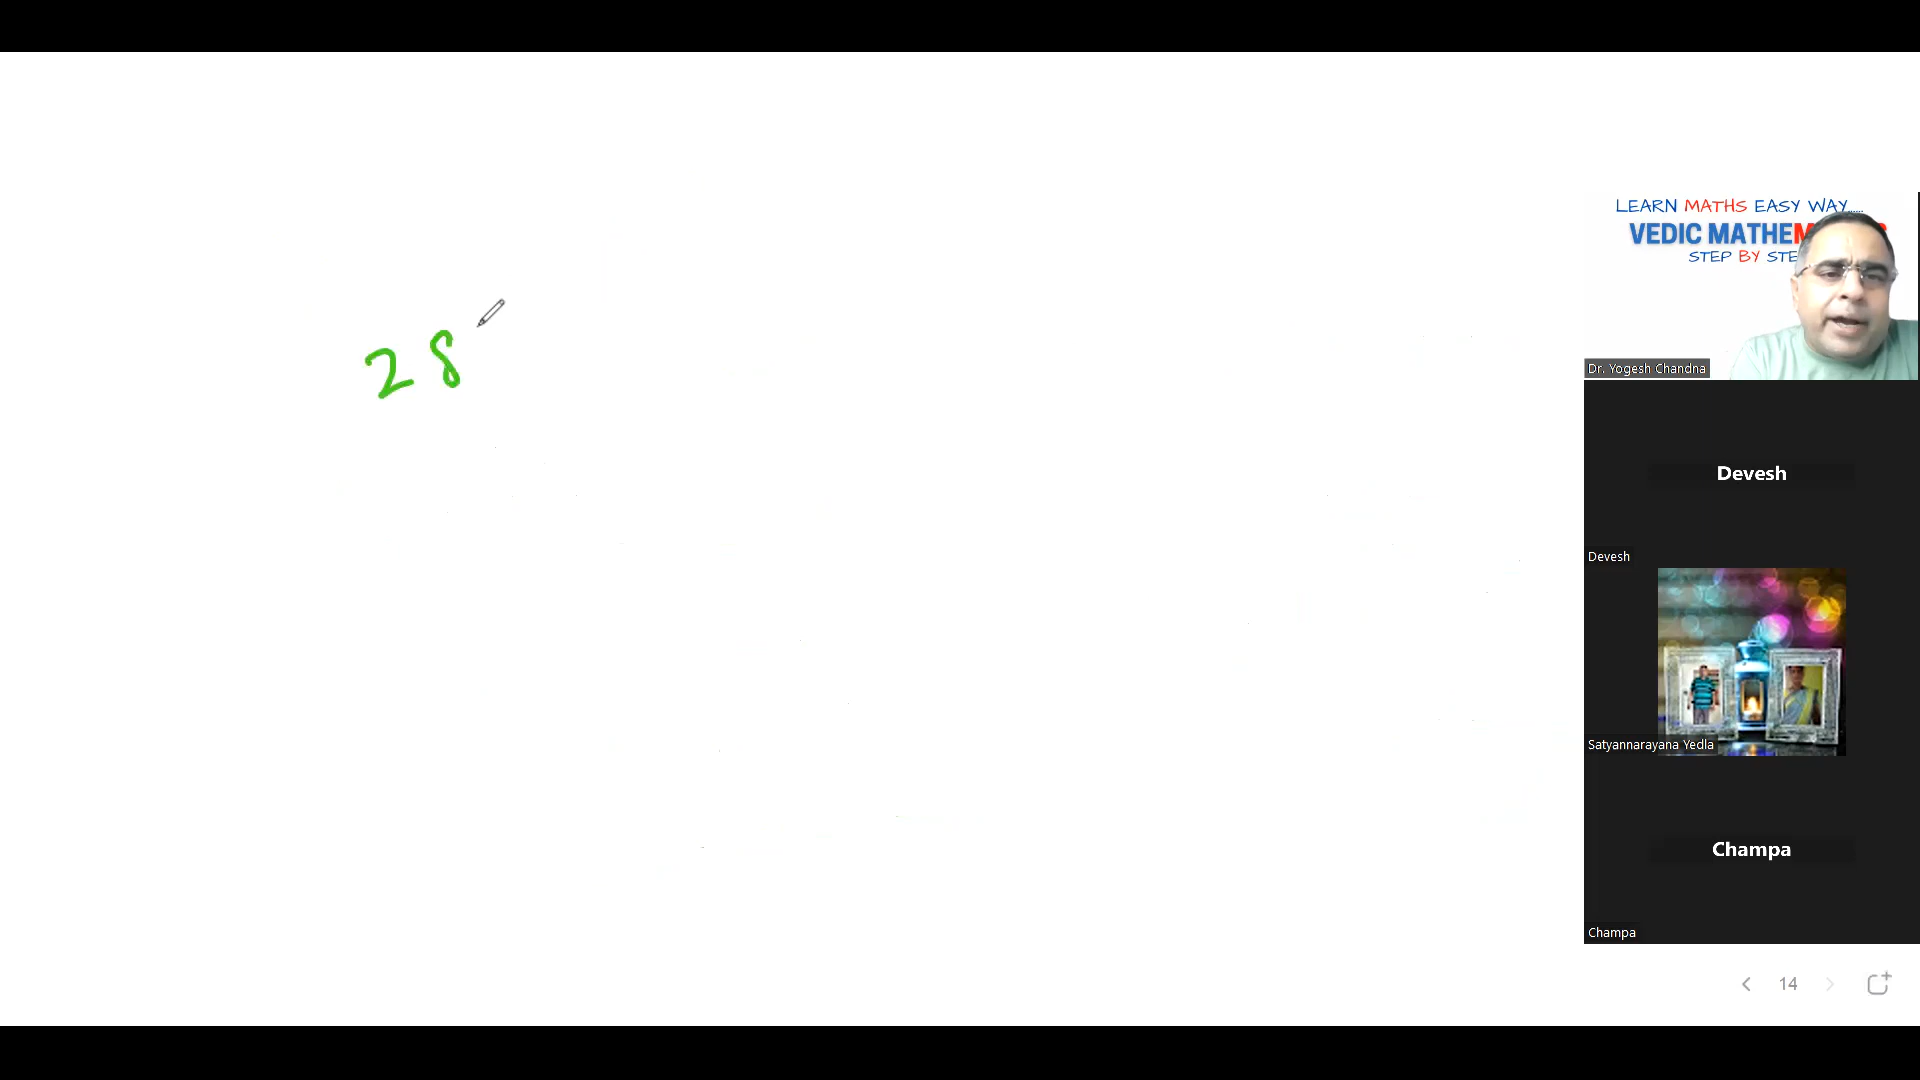 LEARN MATHS EASY WAY......
VEDIC MATHEM
STEP BY STE
28
Dr. Yogesh Chandna
Devesh
Devesh
Satyannarayana Yedla
Champa
Champa
14